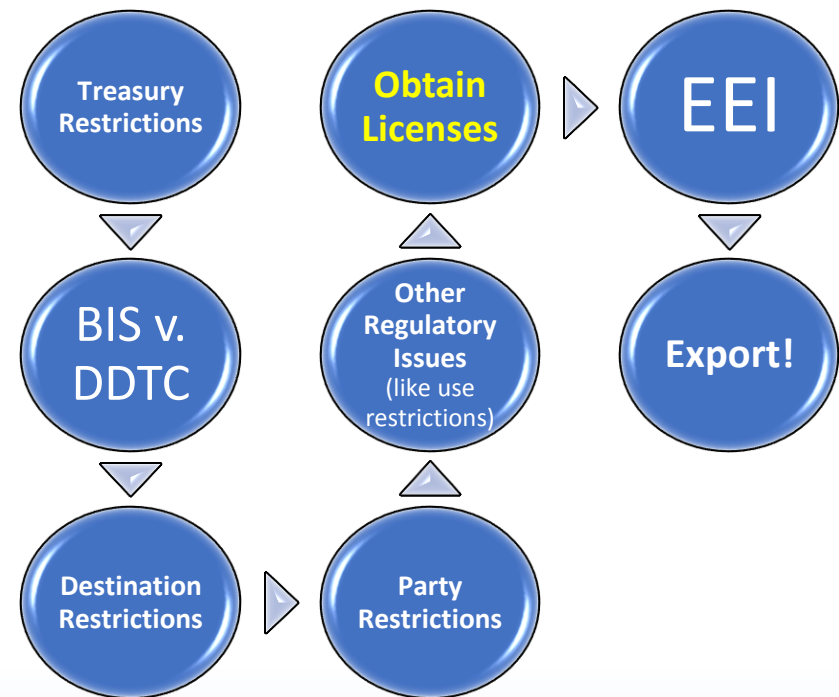 Treasury
Restrictions
BIS v.
DDTC
Destination
Restrictions
Party
Restrictions
Other
Regulatory
Issues
(like use
restrictions)
Obtain
Licenses
EEI
Export!